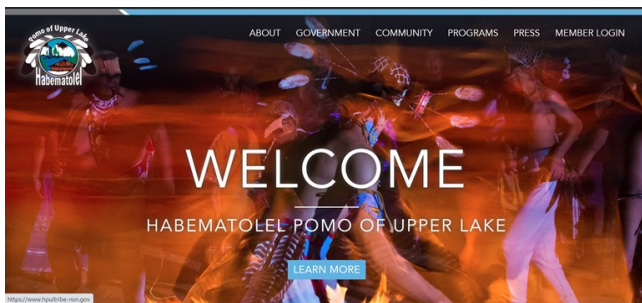 Pomo of Upper Lake
Habematolel
ABOUT GOVERNMENT COMMUNITY PROGRAMS PRESS MEMBER LOGIN
WELCOME
HABEMATOLEL POMO OF UPPER LAKE
LEARN MORE
https://www.hpultribe-nsn.gov